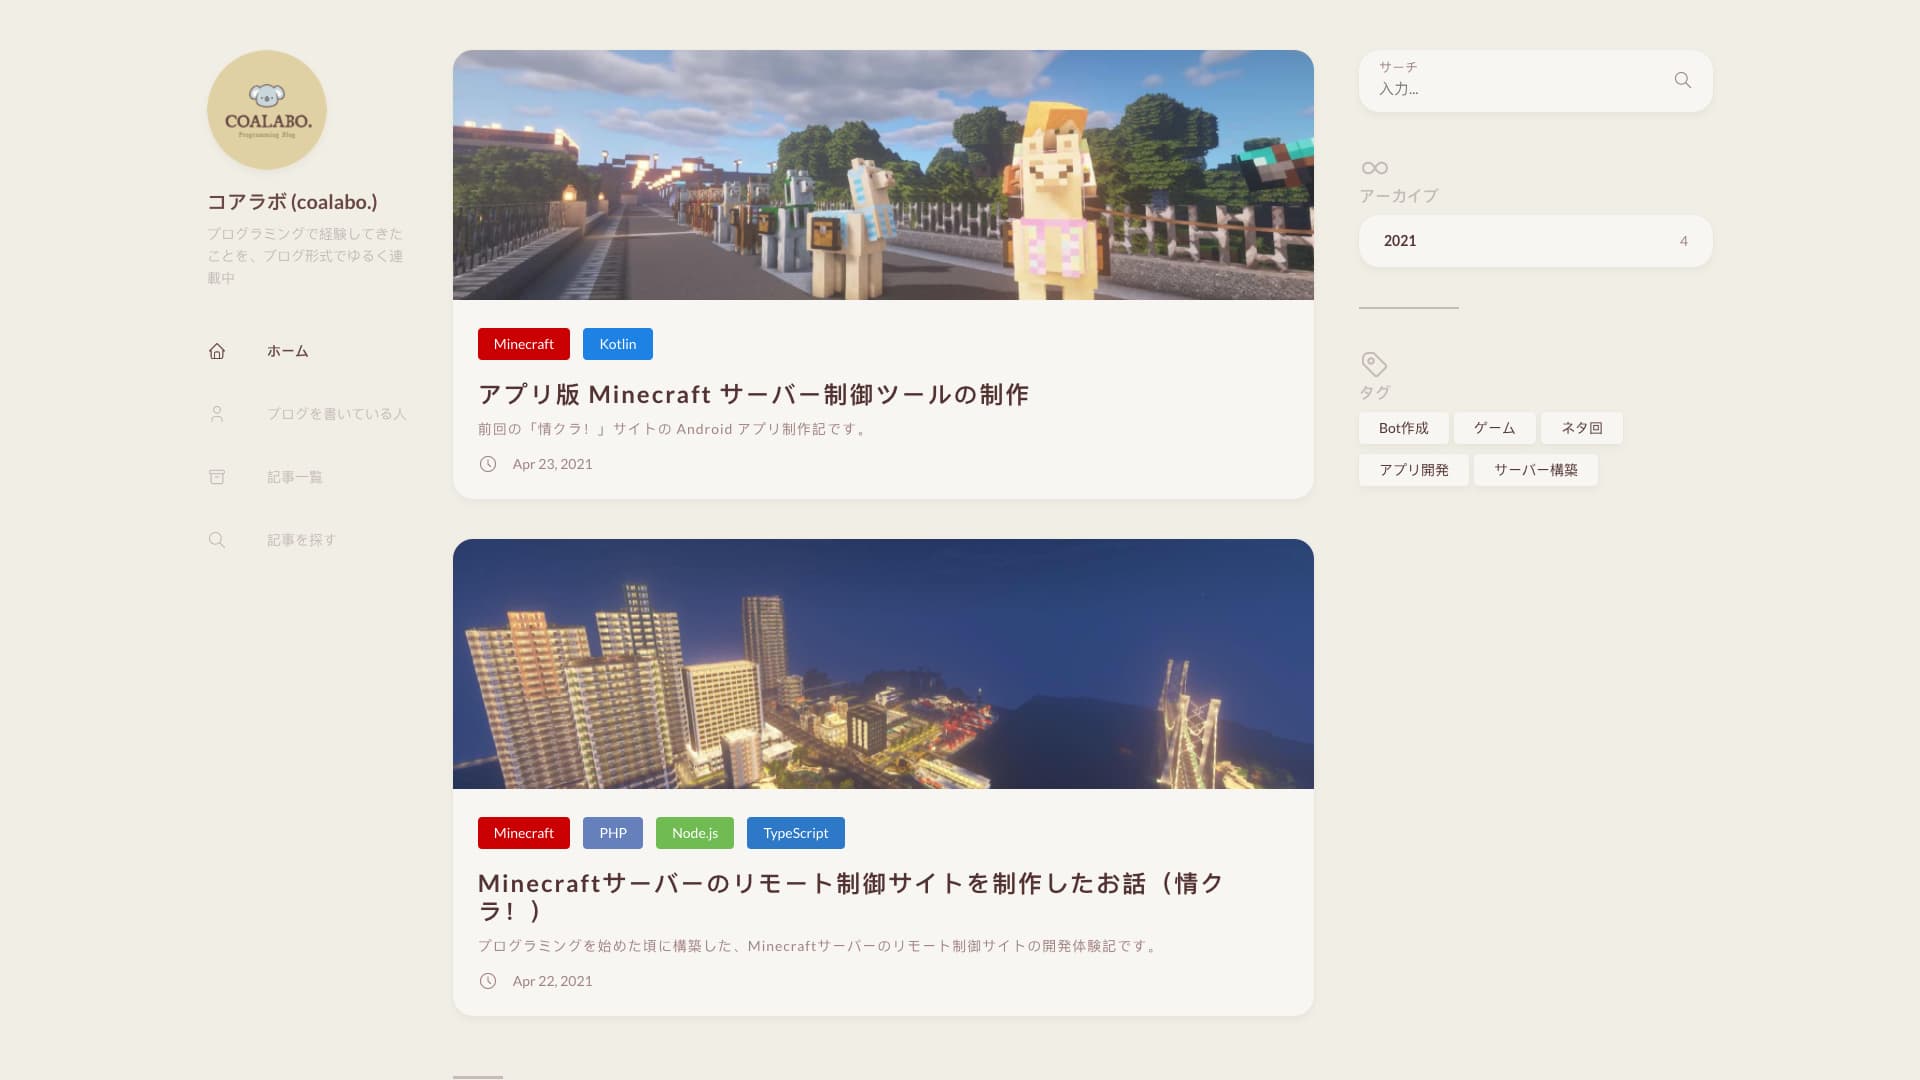 COALABO.
Programming Blog
コアラボ (coalabo.)
プログラミングで経験してきた
ことを、ブログ形式でゆるく連
載中
ホーム
ブログを書いている人
記事一覧
記事を探す
Minecraft
Kotlin
アプリ版 Minecraft サーバー制御ツールの制作
前回の「情クラ！」サイトの Android アプリ制作記です。
Apr 23, 2021
Minecraft
PHP
Node.js
TypeScript
Minecraftサーバーのリモート制御サイトを制作したお話（情ク
ラ！）
プログラミングを始めた頃に構築した、Minecraftサーバーのリモート制御サイトの開発体験記です。
Apr 22, 2021
サーチ
入力...
アーカイブ
2021
4
タグ
Bot作成
ゲーム
ネタ回
アプリ開発
サーバー構築